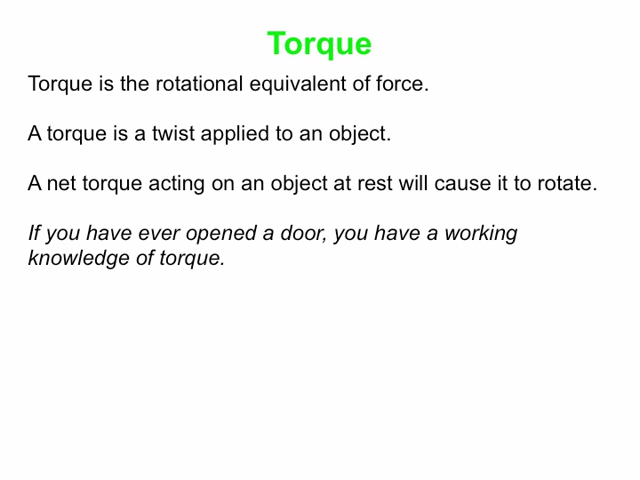 Torque
Torque is the rotational equivalent of force.
A torque is a twist applied to an object.
A net torque acting on an object at rest will cause it to rotate.
If you have ever opened a door, you have a working
knowledge of torque.